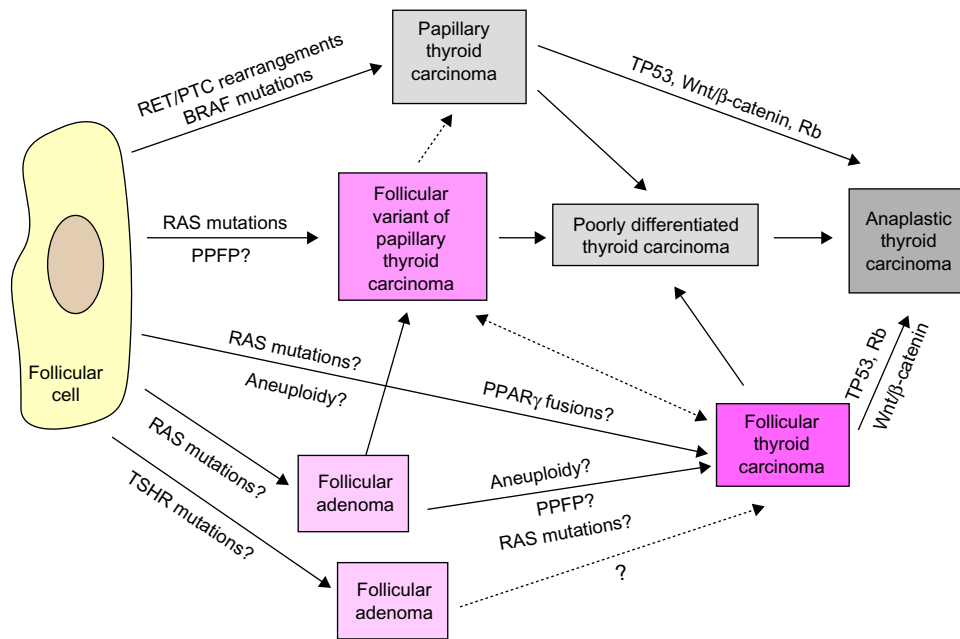 Papillary
thyroid
carcinoma
RET/PTC rearrangements
BRAF mutations
TP53, Wnt/β-catenin, Rb
Follicular
variant of
papillary
thyroid
carcinoma
RAS mutations
PPFP?
Poorly differentiated
thyroid carcinoma
Anaplastic
thyroid
carcinoma
Follicular
cell
RAS mutations?
Aneuploidy?
PPARγ fusions?
TP53, Rb
Wnt/β-catenin
Follicular
thyroid
carcinoma
RAS mutations?
TSHR mutations?
Follicular
adenoma
Aneuploidy?
PPFP?
RAS mutations?
Follicular
adenoma
?